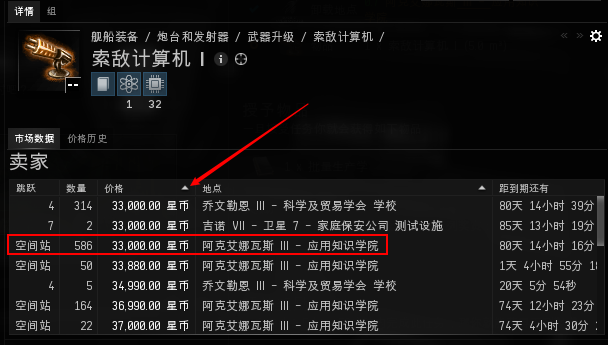 详情 组
舰船装备 / 炮台和发射器 / 武器升级 / 索敌计算机 /
索敌计算机 I
1 32
市场数据 价格历史
卖家
跳跃 数量 价格 地点 距到期还有
4 314 33,000.00 星币 乔文勒恩 III - 科学及贸易学会 学校 80天 14小时 39分
7 2 33,000.00 星币 吉诺 VII - 卫星 7 - 家庭保安公司 测试设施 85天 13小时 19分
空间站 586 33,000.00 星币 阿克艾娜瓦斯 III - 应用知识学院 80天 14小时 16分
空间站 50 33,880.00 星币 阿克艾娜瓦斯 III - 应用知识学院 1天 4小时 55分 18
4 5 34,990.00 星币 乔文勒恩 III - 科学及贸易学会 学校 20天 5分 54秒
空间站 164 36,990.00 星币 阿克艾娜瓦斯 III - 应用知识学院 74天 12小时 23分
空间站 22 37,000.00 星币 阿克艾娜瓦斯 III - 应用知识学院 74天 4小时 30分